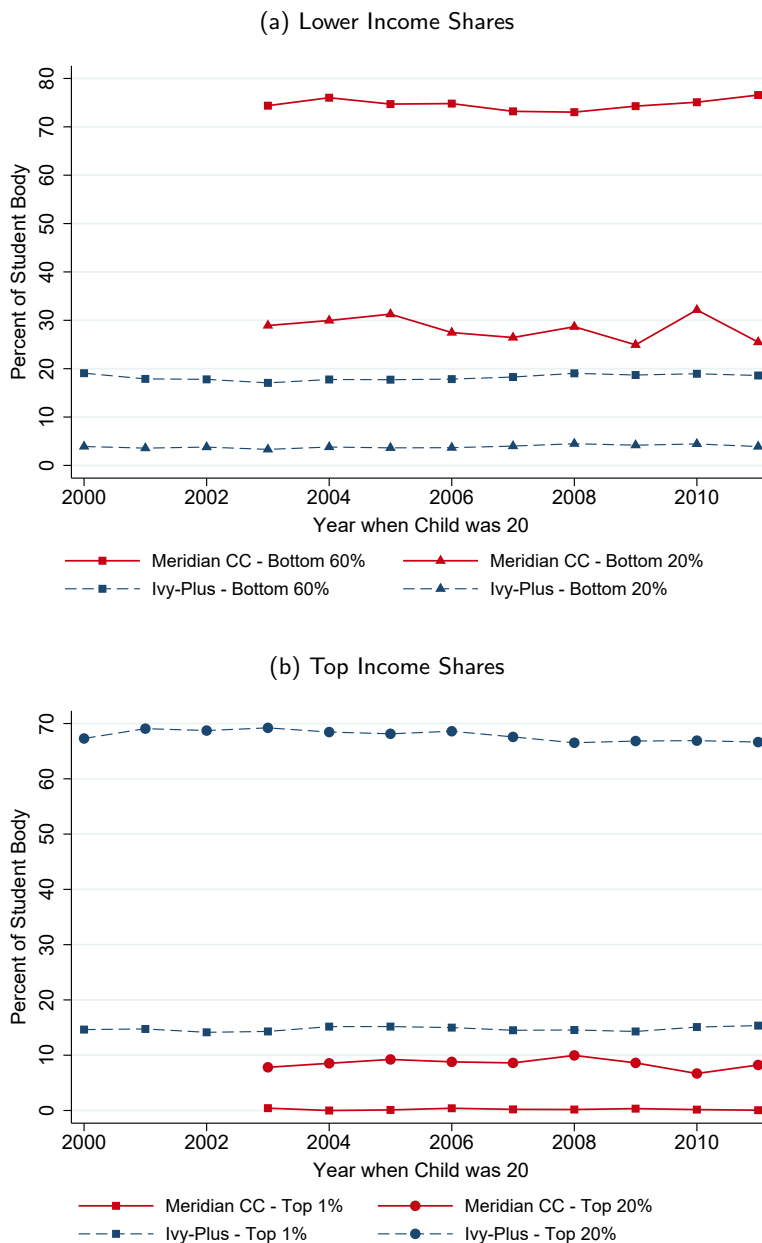 (a) Lower Income Shares
Percent of Student Body
80
70
60
50
40
30
20
10
0
2000 2002 2004 2006 2008 2010
Year when Child was 20
Meridian CC - Bottom 60% Meridian CC - Bottom 20%
Ivy-Plus - Bottom 60% Ivy-Plus - Bottom 20%
(b) Top Income Shares
Percent of Student Body
70
60
50
40
30
20
10
0
2000 2002 2004 2006 2008 2010
Year when Child was 20
Meridian CC - Top 1% Meridian CC - Top 20%
Ivy-Plus - Top 1% Ivy-Plus - Top 20%